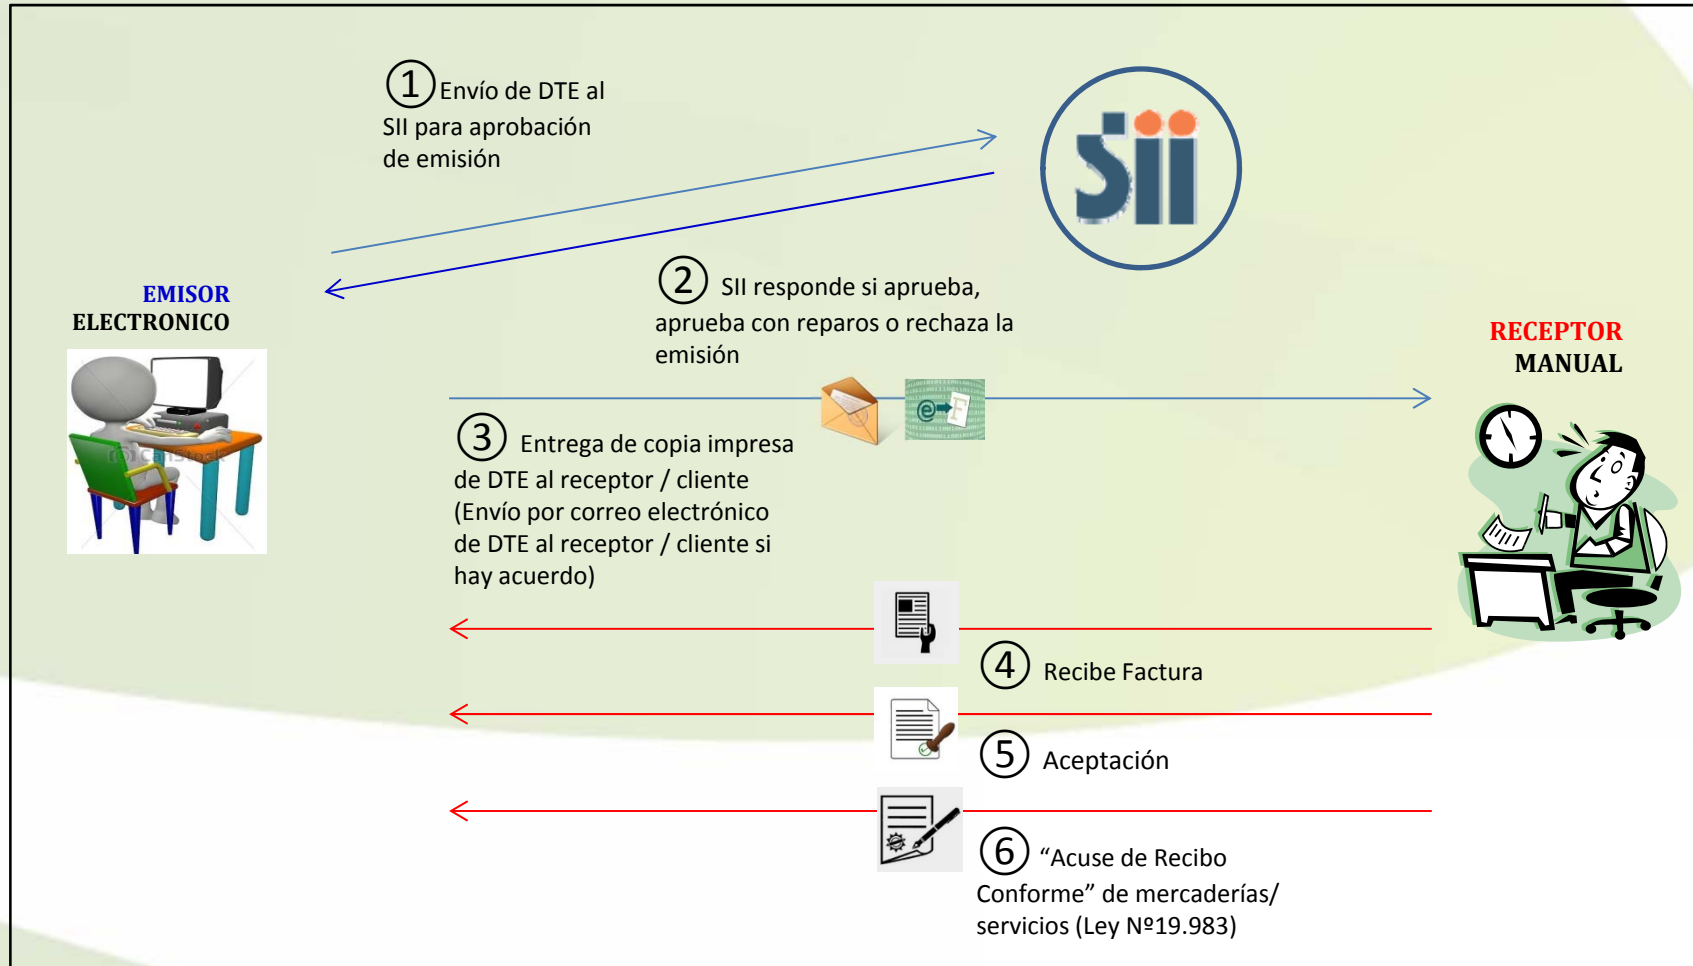 ① Envío de DTE al
SII para aprobación
de emisión
Sii
② SII responde si aprueba,
aprueba con reparos o rechaza la
emisión
EMISOR
ELECTRONICO
RECEPTOR
MANUAL
CanStock
e F
③ Entrega de copia impresa
de DTE al receptor / cliente
(Envío por correo electrónico
de DTE al receptor / cliente si
hay acuerdo)
④ Recibe Factura
⑤ Aceptación
⑥ “Acuse de Recibo
Conforme” de mercaderías/
servicios (Ley Nº19.983)